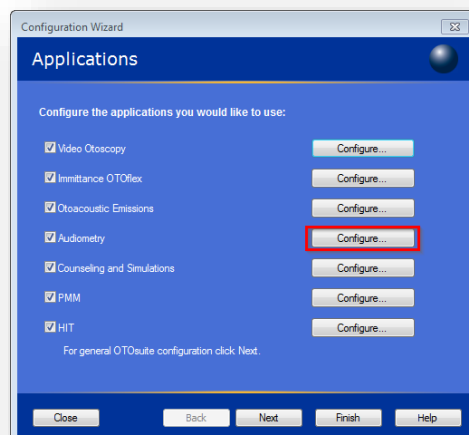 Configuration Wizard
Applications
Configure the applications you would like to use:
Video Otoscopy Configure...
Immittance OTOflex Configure...
Otoacoustic Emissions Configure...
Audiometry Configure...
Counseling and Simulations Configure...
PMM Configure...
HIT Configure...
For general OTOsuite configuration click Next.
Close Back Next Finish Help